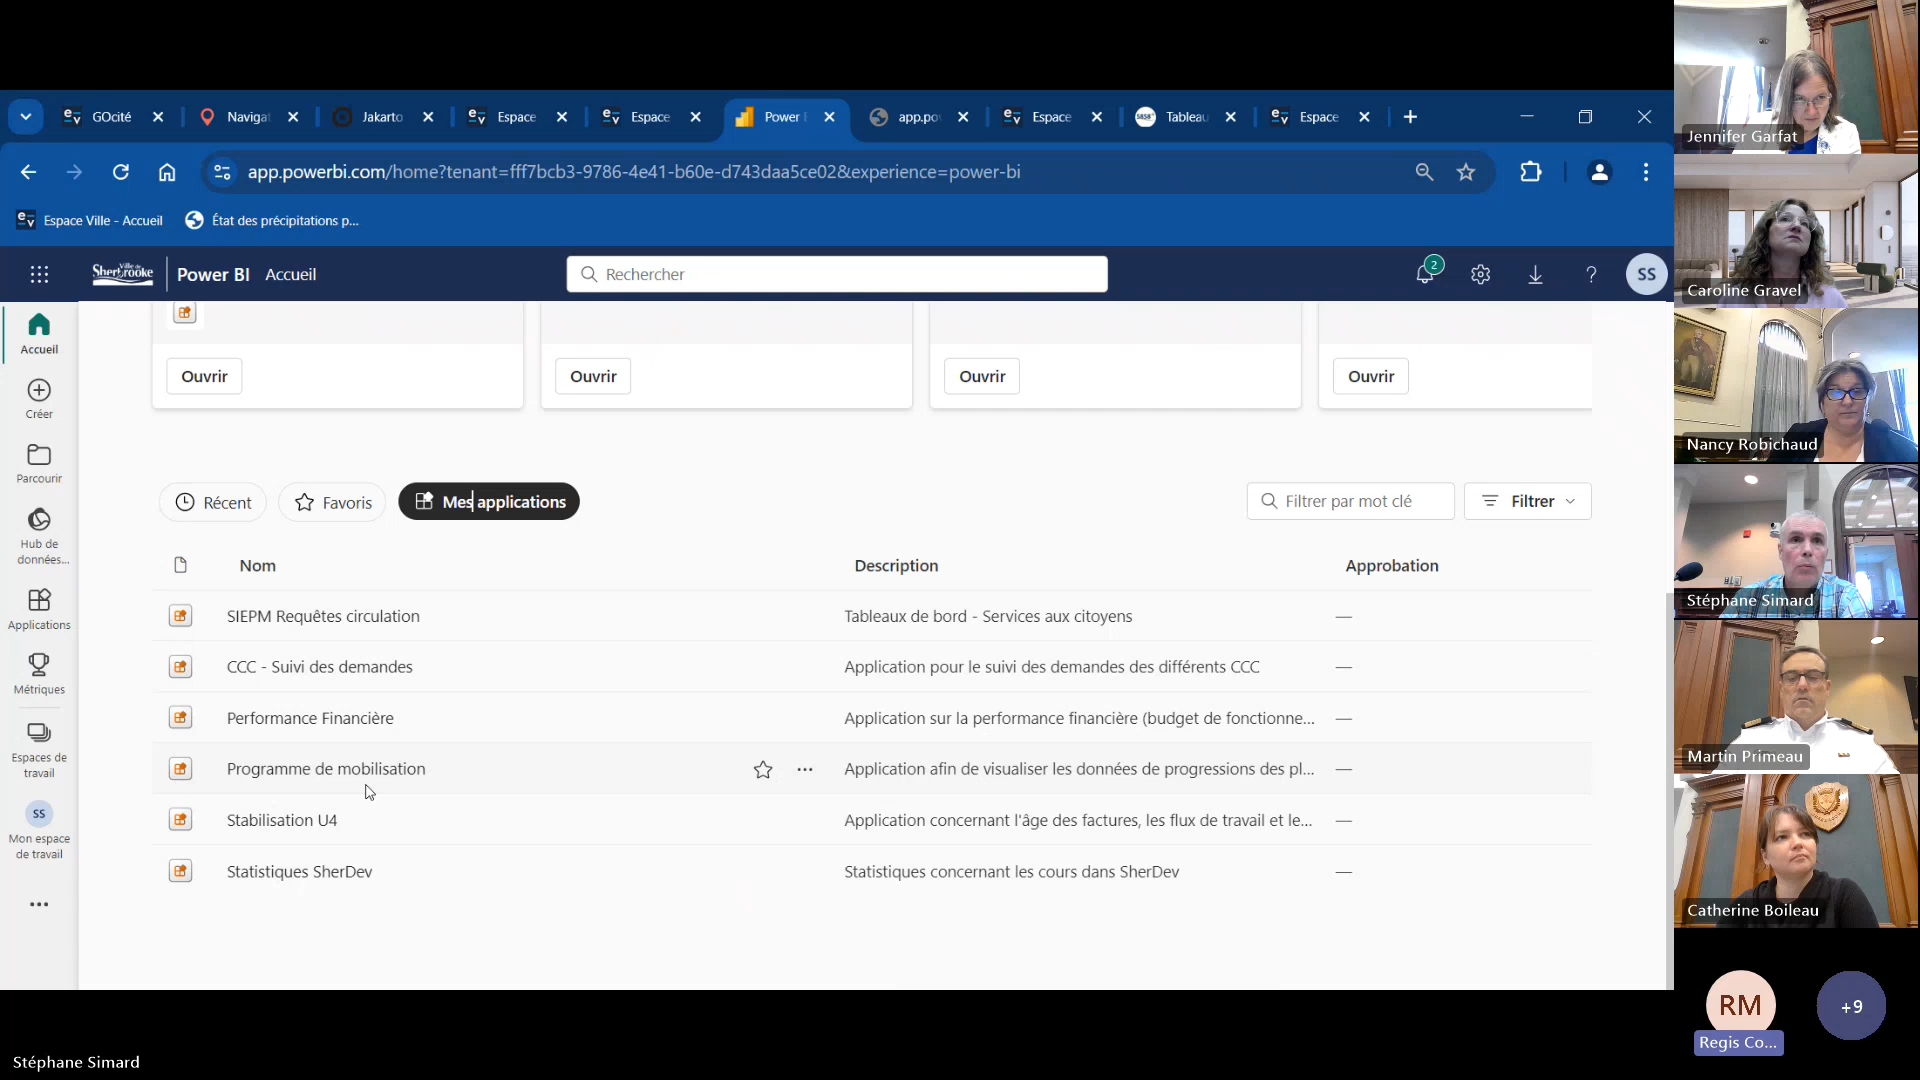 GOcité
Naviga
Jakarto
Espace
Espace
Power
app.po
Espace
Tableau
Espace
app.powerbi.com/home?tenant=fff7bcb3-9786-4e41-b60e-d743daa5ce02&experience=power-bi
Espace Ville - Accueil
État des précipitations p...
Ville de Sherbrooke
Power BI
Accueil
Rechercher
2
SS
Accueil
Créer
Parcourir
Hub de
données...
Applications
Métriques
Espaces de
travail
SS
Mon espace
de travail
Ouvrir
Ouvrir
Ouvrir
Ouvrir
Récent
Favoris
Mes applications
Filtrer par mot clé
Filtrer
Nom
Description
Approbation
SIEPM Requêtes circulation
Tableaux de bord - Services aux citoyens
—
CCC - Suivi des demandes
Application pour le suivi des demandes des différents CCC
—
Performance Financière
Application sur la performance financière (budget de fonctionne...
—
Programme de mobilisation
Application afin de visualiser les données de progressions des pl...
—
Stabilisation U4
Application concernant l'âge des factures, les flux de travail et le...
—
Statistiques SherDev
Statistiques concernant les cours dans SherDev
—
Jennifer Garfat
Caroline Gravel
Nancy Robichaud
Stéphane Simard
Martin Primeau
Catherine Boileau
RM
Regis Co...
+9
Stéphane Simard